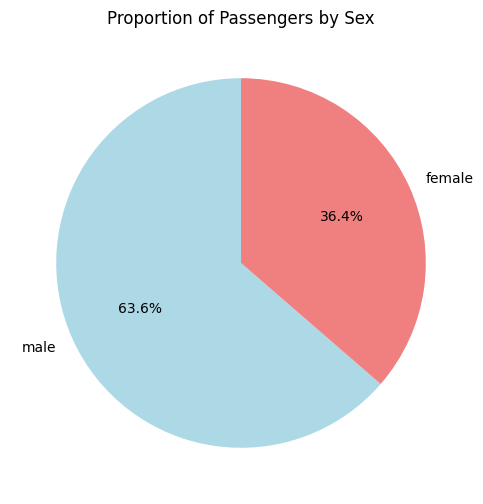 Proportion of Passengers by Sex
female
36.4%
63.6%
male